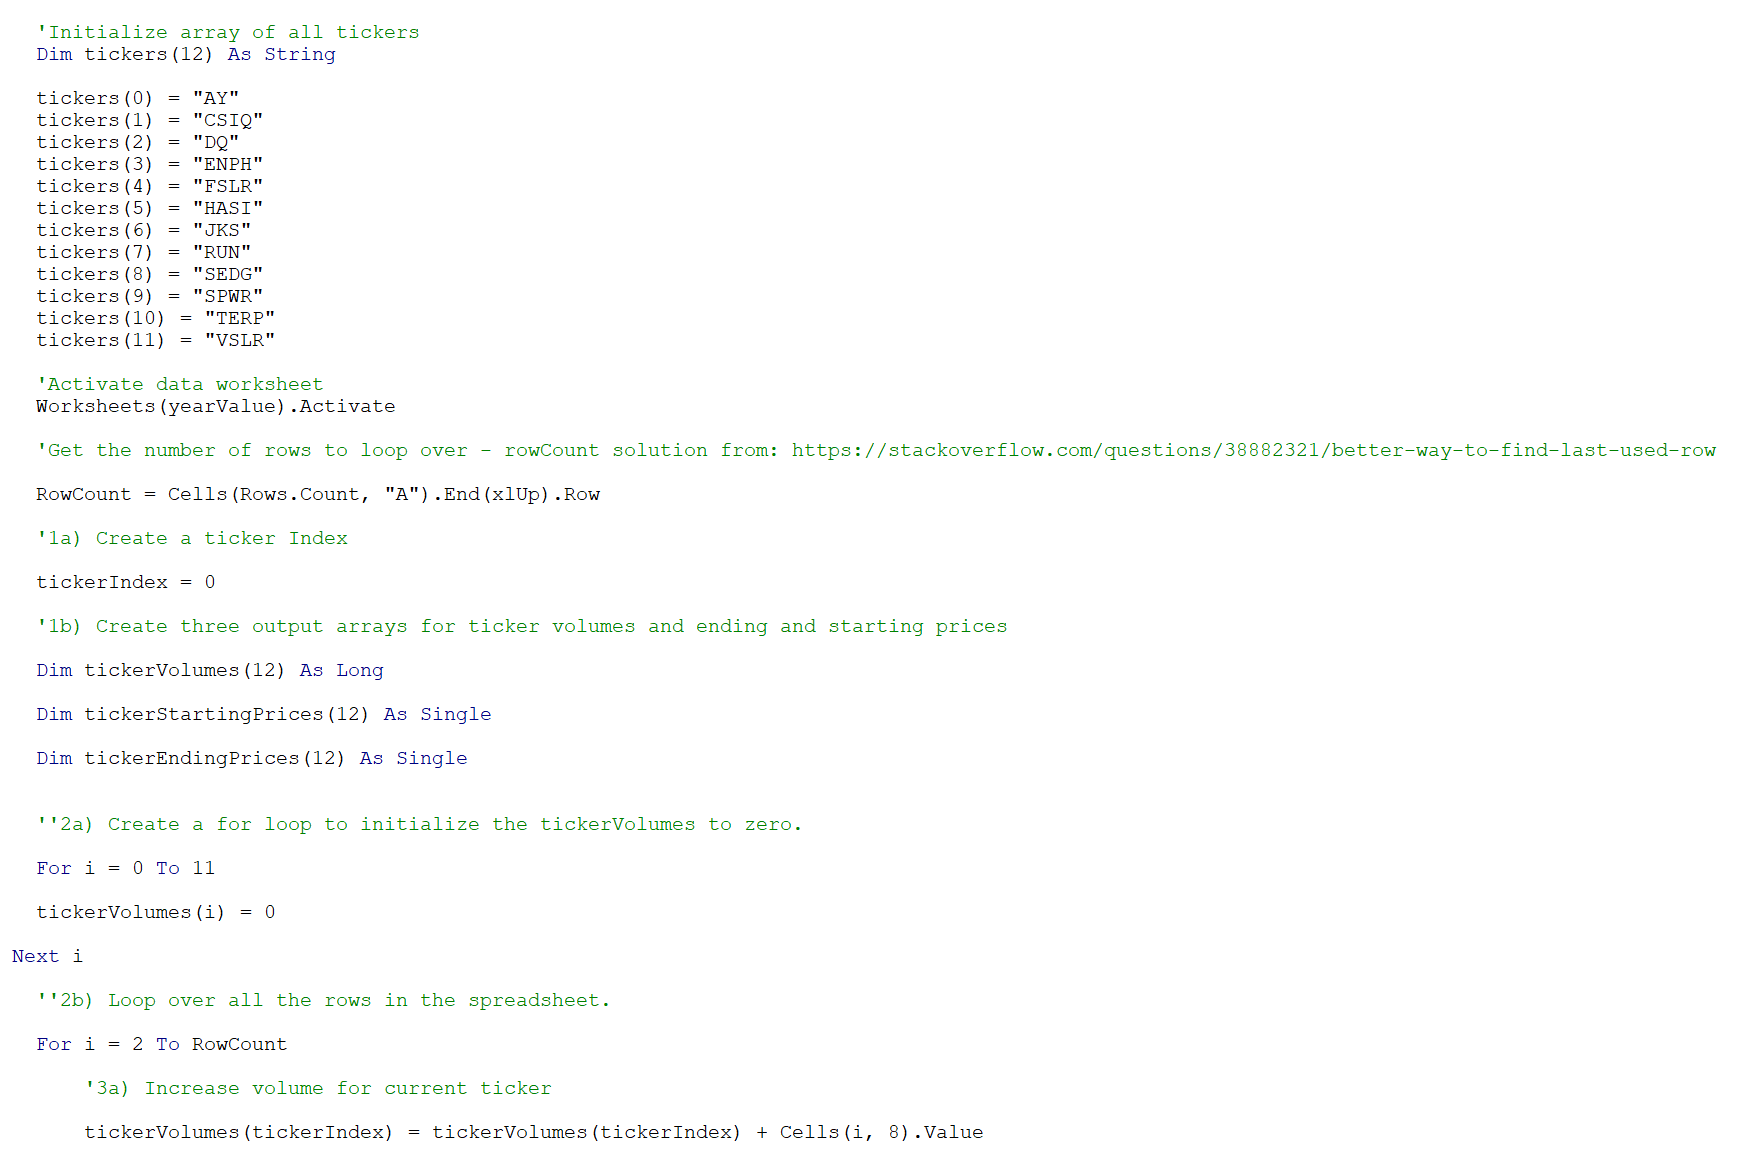 'Initialize array of all tickers
Dim tickers(12) As String
tickers(0) = "AY"
tickers(1) = "CSIQ"
tickers(2) = "DQ"
tickers(3) = "ENPH"
tickers(4) = "FSLR"
tickers(5) = "HASI"
tickers(6) = "JKS"
tickers(7) = "RUN"
tickers(8) = "SEDG"
tickers(9) = "SPWR"
tickers(10) = "TERP"
tickers(11) = "VSLR"
'Activate data worksheet
Worksheets(yearValue).Activate
'Get the number of rows to loop over - rowCount solution from: https://stackoverflow.com/questions/38882321/better-way-to-find-last-used-row
RowCount = Cells(Rows.Count, "A").End(xlUp).Row
'1a) Create a ticker Index
tickerIndex = 0
'1b) Create three output arrays for ticker volumes and ending and starting prices
Dim tickerVolumes(12) As Long
Dim tickerStartingPrices(12) As Single
Dim tickerEndingPrices(12) As Single
''2a) Create a for loop to initialize the tickerVolumes to zero.
For i = 0 To 11
tickerVolumes(i) = 0
Next i
''2b) Loop over all the rows in the spreadsheet.
For i = 2 To RowCount
'3a) Increase volume for current ticker
tickerVolumes(tickerIndex) = tickerVolumes(tickerIndex) + Cells(i, 8).Value